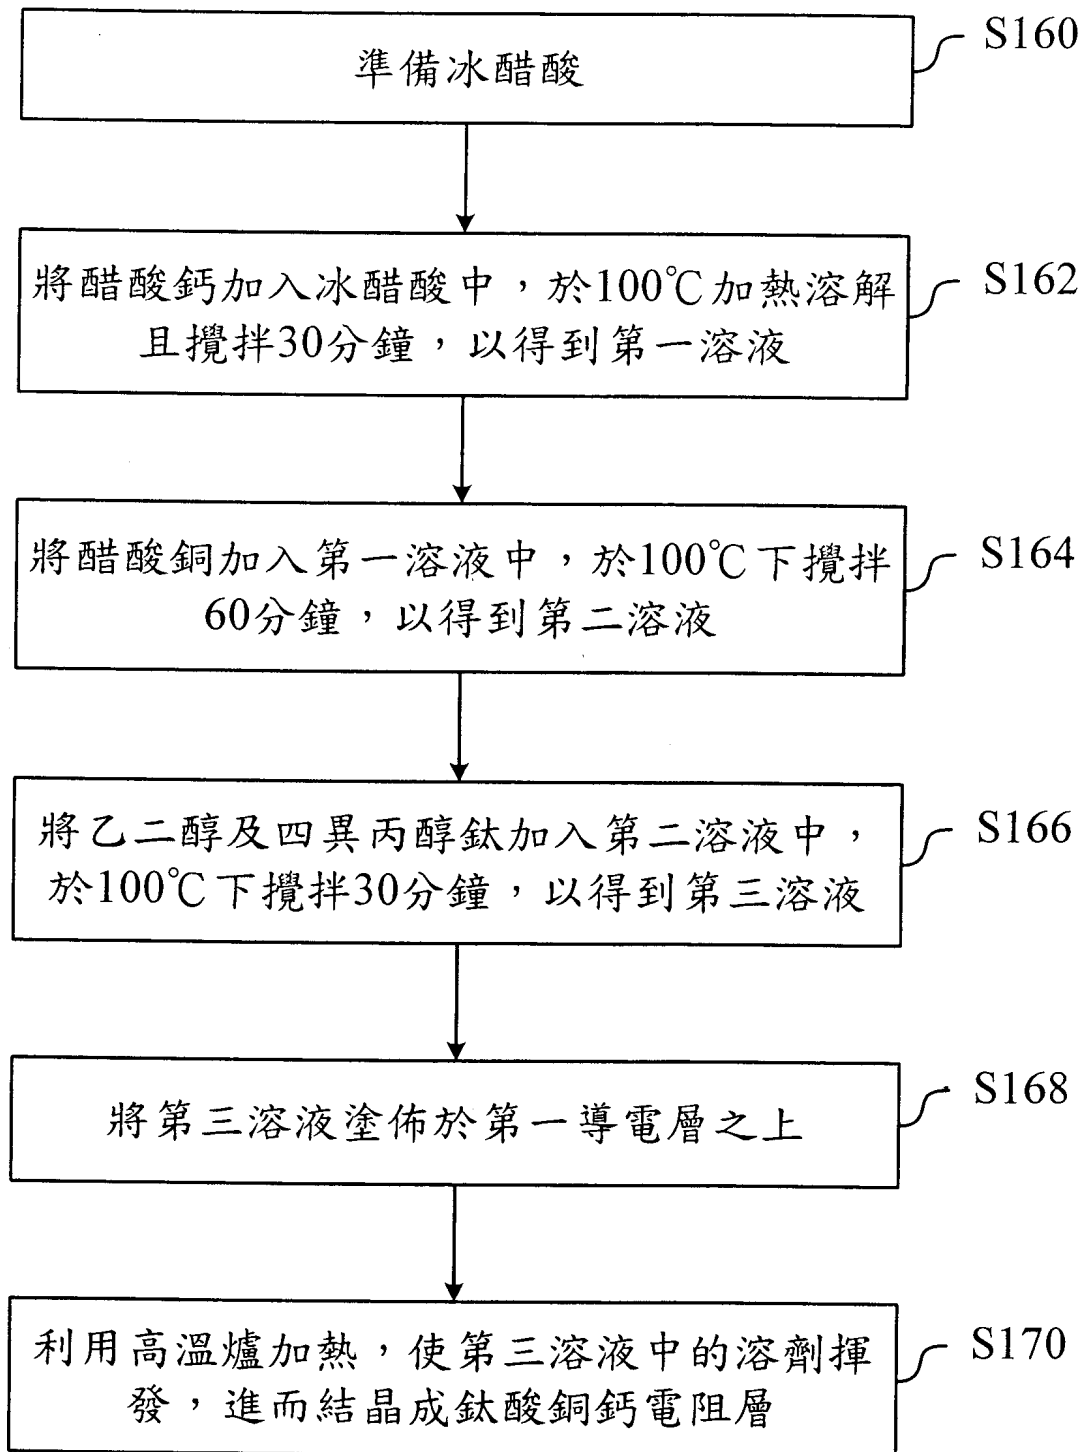 準備冰醋酸
S160
將醋酸鈣加入冰醋酸中，於100℃加熱溶解
且攪拌30分鐘，以得到第一溶液
S162
將醋酸銅加入第一溶液中，於100℃下攪拌
60分鐘，以得到第二溶液
S164
將乙二醇及四異丙醇鈦加入第二溶液中，
於100℃下攪拌30分鐘，以得到第三溶液
S166
將第三溶液塗佈於第一導電層之上
S168
利用高溫爐加熱，使第三溶液中的溶劑揮
發，進而結晶成鈦酸銅鈣電阻層
S170